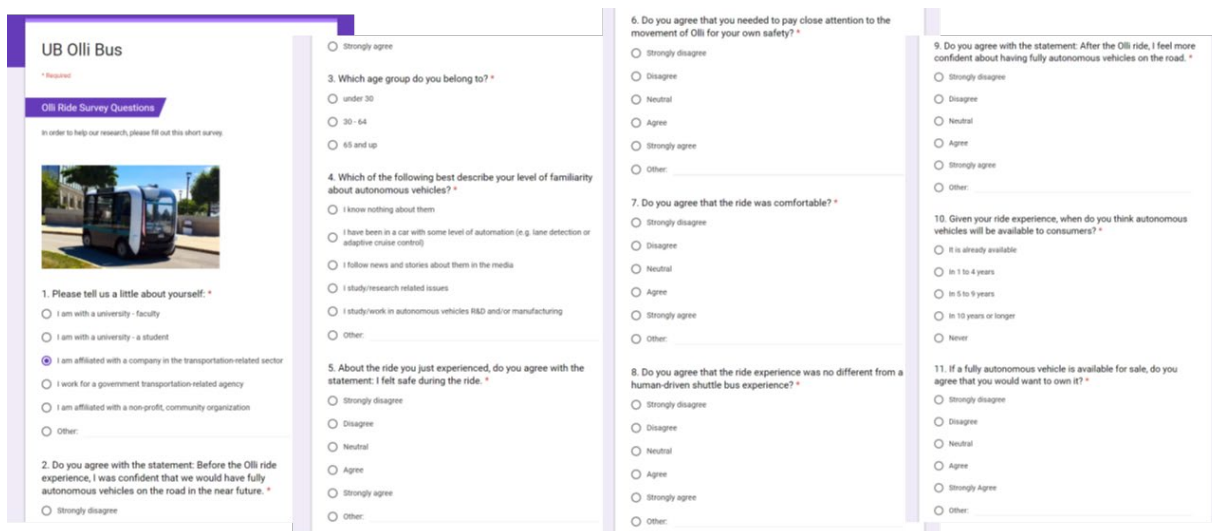 UB Olli Bus
* Required
Olli Ride Survey Questions
In order to help our research, please fill out this short survey.
1. Please tell us a little about yourself: *
I am with a university - faculty
I am with a university - a student
I am affiliated with a company in the transportation-related sector
I work for a government transportation-related agency
I am affiliated with a non-profit, community organization
Other:
2. Do you agree with the statement: Before the Olli ride
experience, I was confident that we would have fully
autonomous vehicles on the road in the near future. *
Strongly disagree
Strongly agree
3. Which age group do you belong to? *
under 30
30 - 64
65 and up
4. Which of the following best describe your level of familiarity
about autonomous vehicles? *
I know nothing about them
I have been in a car with some level of automation (e.g. lane detection or
adaptive cruise control)
I follow news and stories about them in the media
I study/research related issues
I study/work in autonomous vehicles R&D and/or manufacturing
Other:
5. About the ride you just experienced, do you agree with the
statement: I felt safe during the ride. *
Strongly disagree
Disagree
Neutral
Agree
Strongly agree
Other:
6. Do you agree that you needed to pay close attention to the
movement of Olli for your own safety? *
Strongly disagree
Disagree
Neutral
Agree
Strongly agree
Other:
7. Do you agree that the ride was comfortable? *
Strongly disagree
Disagree
Neutral
Agree
Strongly agree
Other:
8. Do you agree that the ride experience was no different from a
human-driven shuttle bus experience? *
Strongly disagree
Disagree
Neutral
Agree
Strongly agree
Other:
9. Do you agree with the statement: After the Olli ride, I feel more
confident about having fully autonomous vehicles on the road. *
Strongly disagree
Disagree
Neutral
Agree
Strongly agree
Other:
10. Given your ride experience, when do you think autonomous
vehicles will be available to consumers? *
It is already available
In 1 to 4 years
In 5 to 9 years
In 10 years or longer
Never
11. If a fully autonomous vehicle is available for sale, do you
agree that you would want to own it? *
Strongly disagree
Disagree
Neutral
Agree
Strongly Agree
Other: